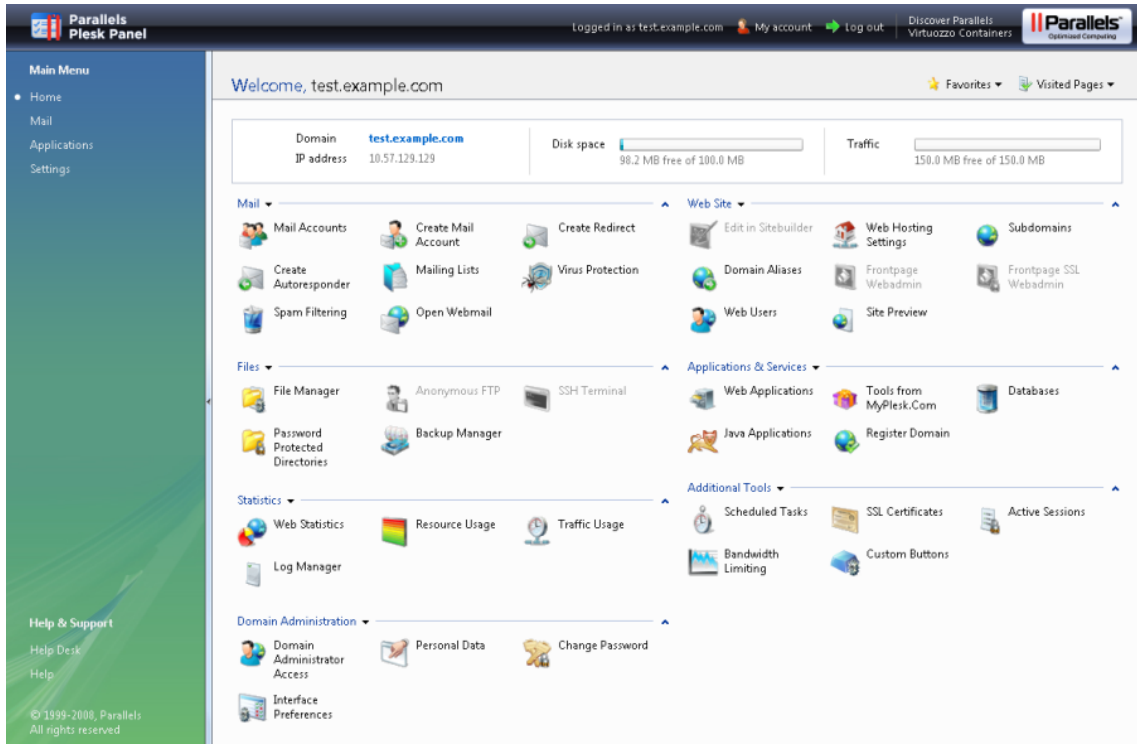 Parallels
Plesk Panel
Logged in as test.example.com My account Log out
Discover Parallels
Virtuozzo Containers
Parallels
Optimized Computing
Main Menu
Home
Mail
Applications
Settings
Welcome, test.example.com
Favorites
Visited Pages
Domain test.example.com
IP address 10.57.129.129
Disk space
98.2 MB free of 100.0 MB
Traffic
150.0 MB free of 150.0 MB
Mail
Mail Accounts
Create Mail
Account
Create Redirect
Create
Autoresponder
Mailing Lists
Virus Protection
Spam Filtering
Open Webmail
Web Site
Edit in Sitebuilder
Web Hosting
Settings
Subdomains
Domain Aliases
Frontpage
Webadmin
Frontpage SSL
Webadmin
Web Users
Site Preview
Files
File Manager
Anonymous FTP
SSH Terminal
Password
Protected
Directories
Backup Manager
Applications & Services
Web Applications
Tools from
MyPlesk.Com
Databases
Java Applications
Register Domain
Statistics
Web Statistics
Resource Usage
Traffic Usage
Log Manager
Additional Tools
Scheduled Tasks
SSL Certificates
Active Sessions
Bandwidth
Limiting
Custom Buttons
Domain Administration
Domain
Administrator
Access
Personal Data
Change Password
Interface
Preferences
Help & Support
Help Desk
Help
© 1999-2008, Parallels
All rights reserved